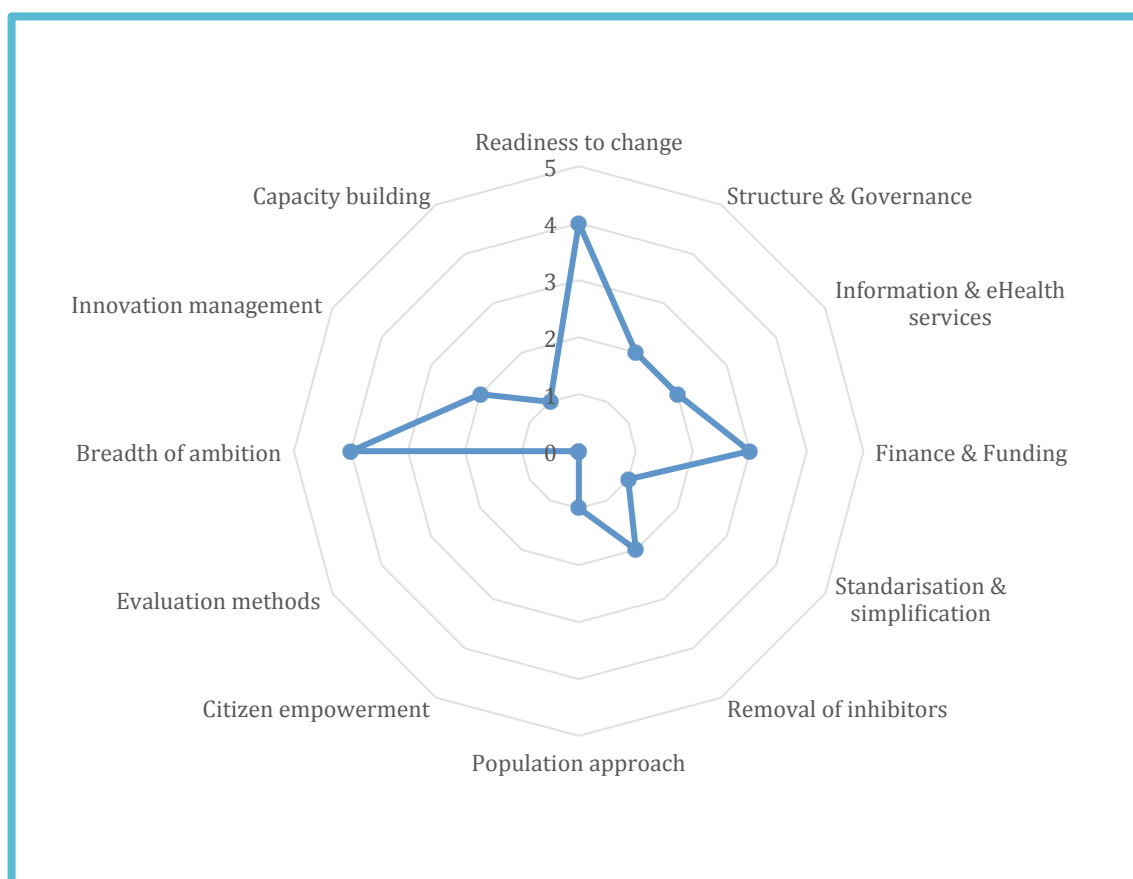 Readiness to change
5
Capacity building
Structure & Governance
4
Innovation management
Information & eHealth
services
3
2
1
Breadth of ambition
0
Finance & Funding
Evaluation methods
Standarisation &
simplification
Citizen empowerment
Removal of inhibitors
Population approach